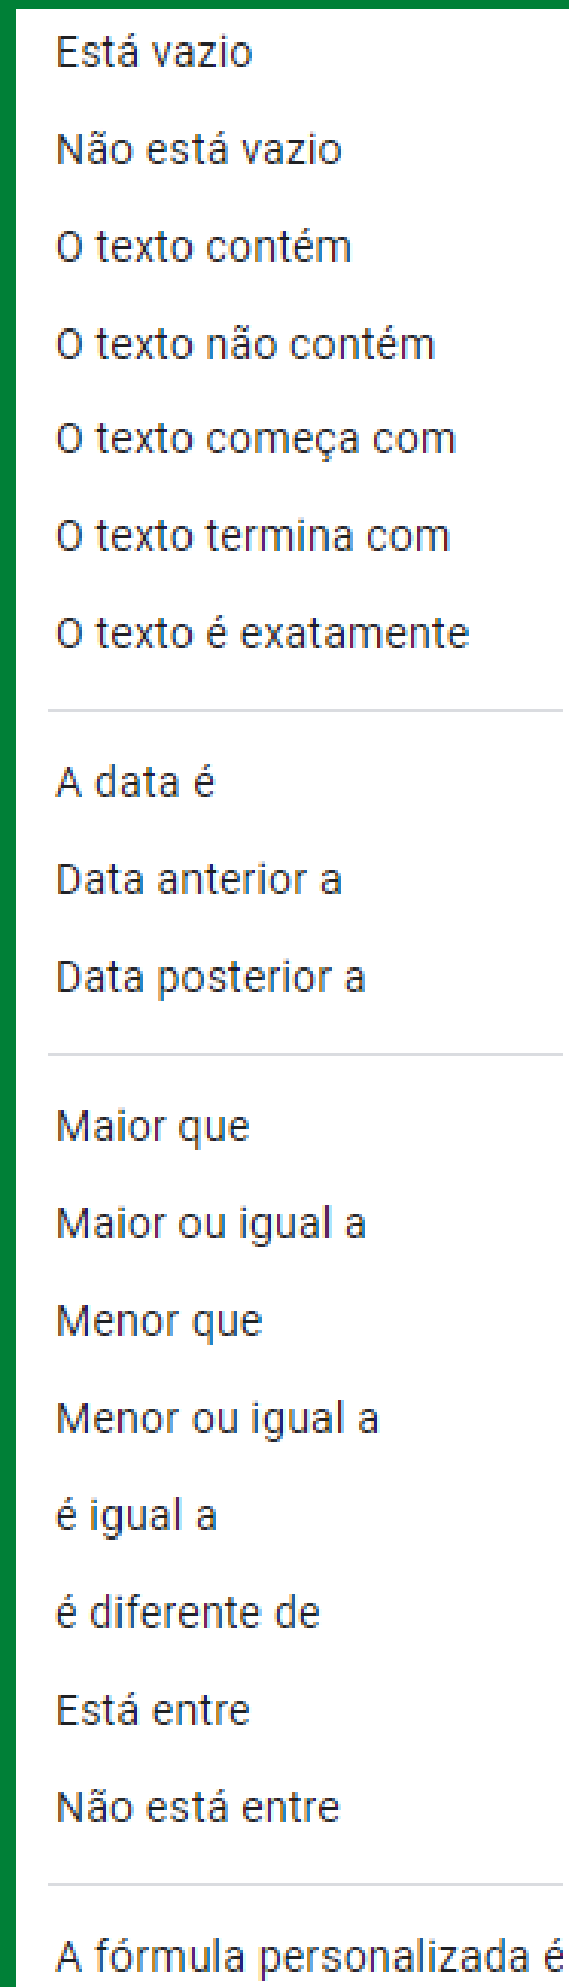 Está vazio
Não está vazio
O texto contém
O texto não contém
O texto começa com
O texto termina com
O texto é exatamente
A data é
Data anterior a
Data posterior a
Maior que
Maior ou igual a
Menor que
Menor ou igual a
é igual a
é diferente de
Está entre
Não está entre
A fórmula personalizada é